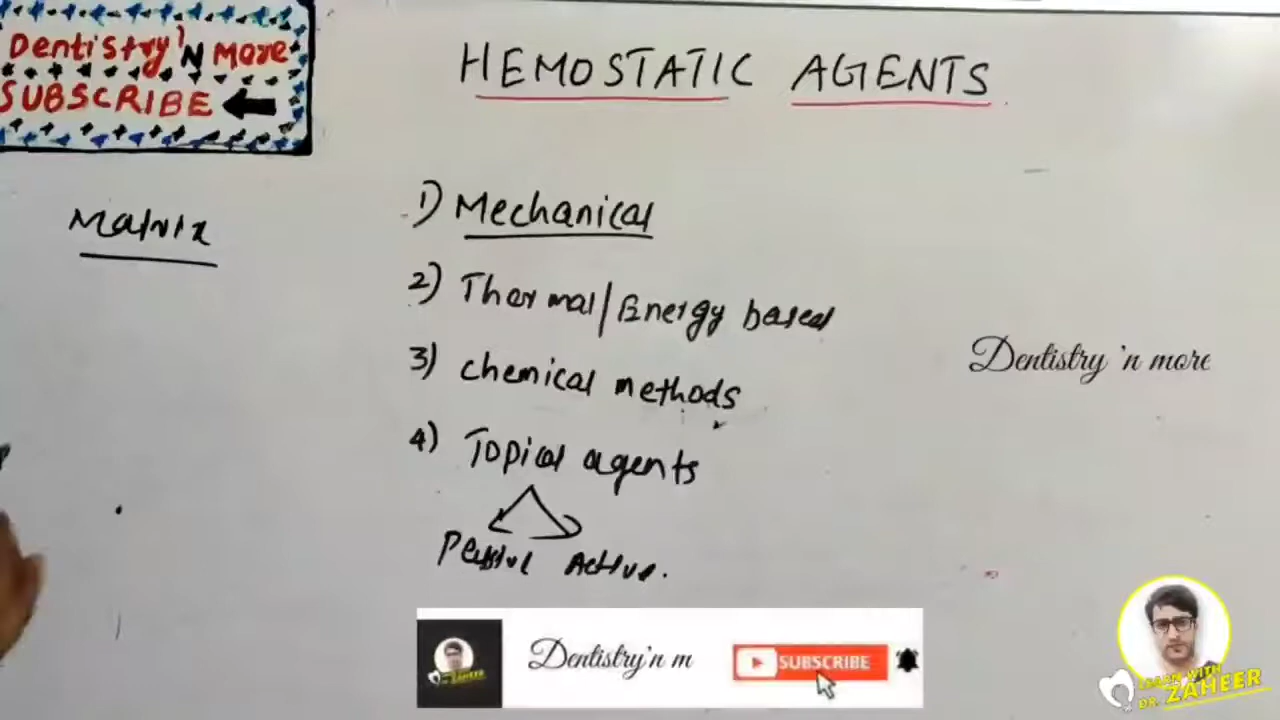 Dentistry'N More
SUBSCRIBE
HEMOSTATIC AGENTS
Matrix
1) Mechanical
2) Thermal/Energy based
3) Chemical methods
4) Topical agents
Passive Active.
Dentistry 'n more
Dentistry'n m
SUBSCRIBE
LEARN WITH
DR. ZAHEER